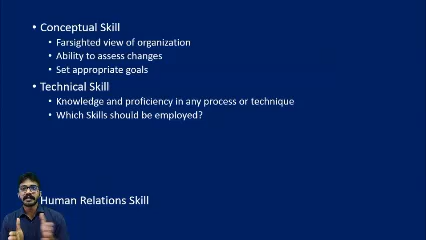 • Conceptual Skill
• Farsighted view of organization
• Ability to assess changes
• Set appropriate goals
• Technical Skill
• Knowledge and proficiency in any process or technique
• Which Skills should be employed?
Human Relations Skill